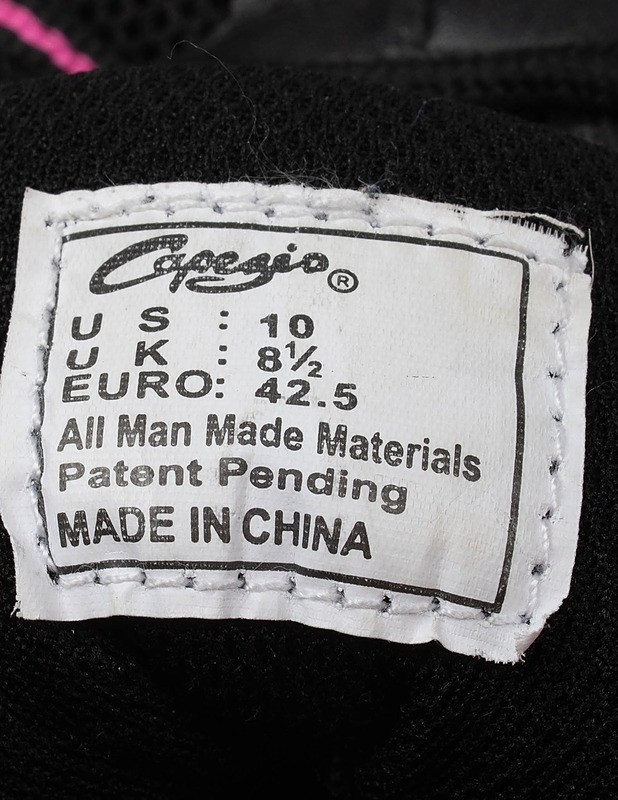 Capezio ®
U S : 10
U K : 8½
EURO: 42.5
All Man Made Materials
Patent Pending
MADE IN CHINA